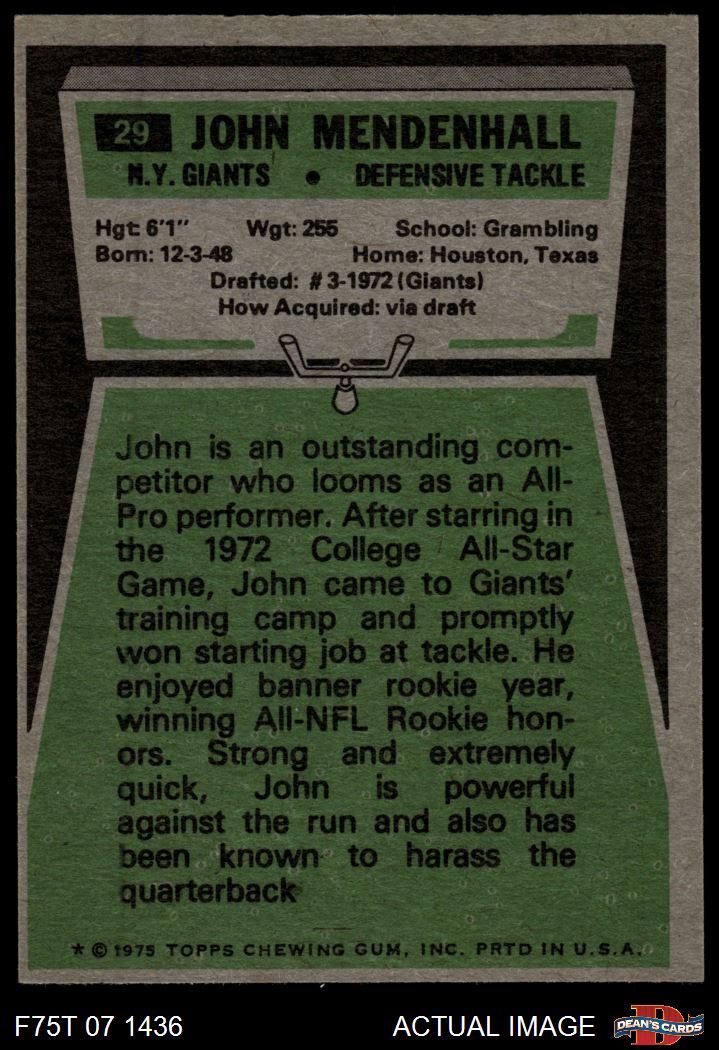 29 JOHN MENDENHALL
N.Y. GIANTS • DEFENSIVE TACKLE
Hgt: 6'1" Wgt: 255 School: Grambling
Born: 12-3-48 Home: Houston, Texas
Drafted: #3-1972 (Giants)
How Acquired: via draft
John is an outstanding com-
petitor who looms as an All-
Pro performer. After starring in
the 1972 College All-Star
Game, John came to Giants'
training camp and promptly
won starting job at tackle. He
enjoyed banner rookie year,
winning All-NFL Rookie hon-
ors. Strong and extremely
quick, John is powerful
against the run and also has
been known to harass the
quarterback
* © 1975 TOPPS CHEWING GUM, INC. PRTD IN U.S.A.
F75T 07 1436 ACTUAL IMAGE DEAN'S CARDS